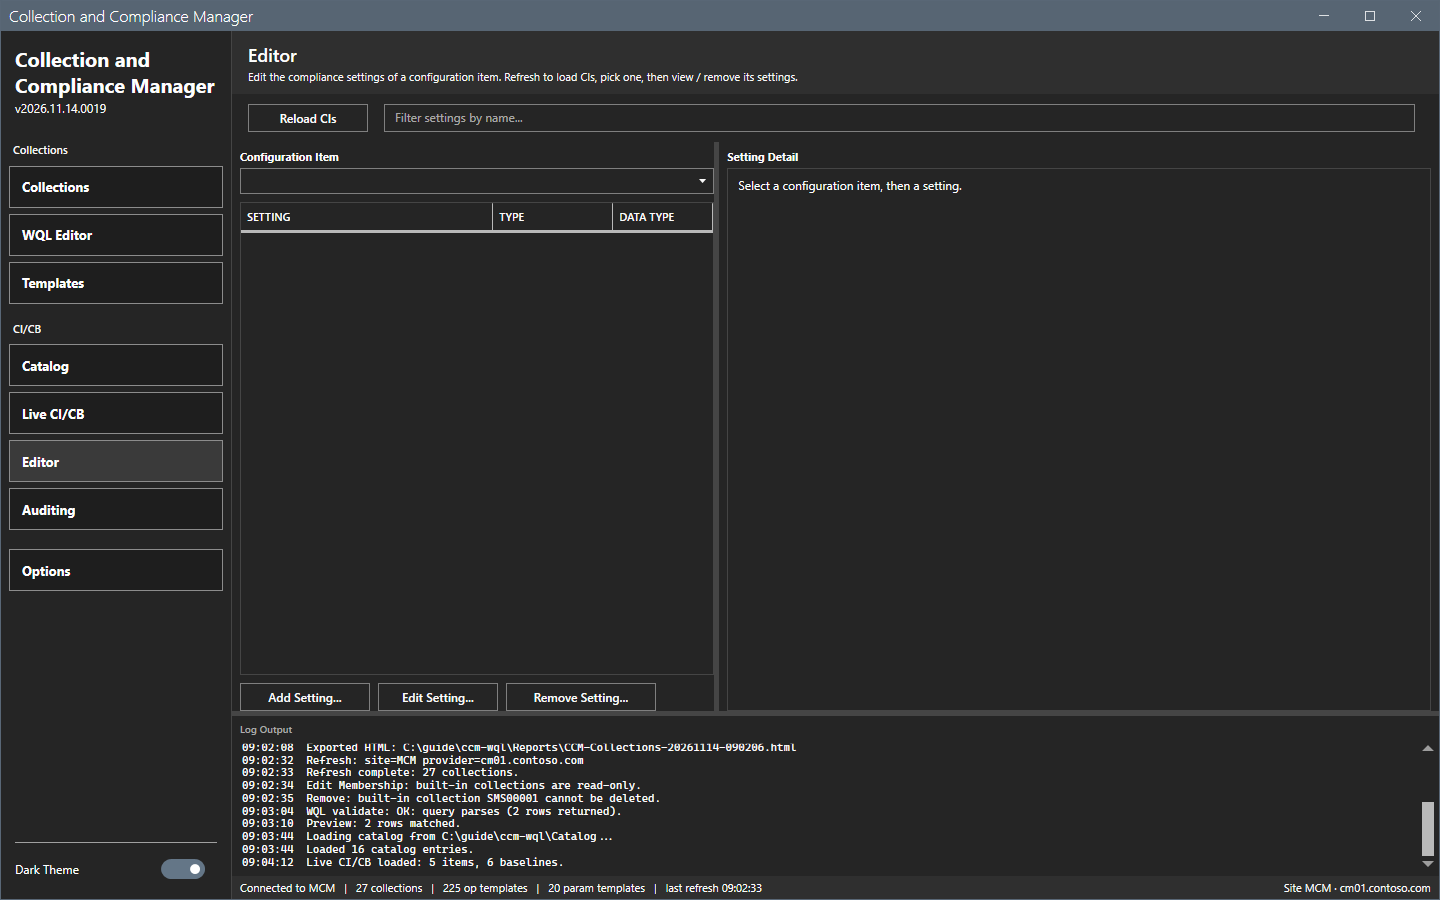 Collection and Compliance Manager
Collection and
Compliance Manager
v2026.11.14.0019
Collections
Collections
WQL Editor
Templates
CI/CB
Catalog
Live CI/CB
Editor
Auditing
Options
Dark Theme
Editor
Edit the compliance settings of a configuration item. Refresh to load CIs, pick one, then view / remove its settings.
Reload CIs
Filter settings by name...
Configuration Item
SETTING TYPE DATA TYPE
Add Setting... Edit Setting... Remove Setting...
Setting Detail
Select a configuration item, then a setting.
Log Output
09:02:08 Exported HTML: C:\guide\ccm-wql\Reports\CCM-Collections-20261114-090206.html
09:02:32 Refresh: site=MCM provider=cm01.contoso.com
09:02:33 Refresh complete: 27 collections.
09:02:34 Edit Membership: built-in collections are read-only.
09:02:35 Remove: built-in collection SMS00001 cannot be deleted.
09:03:04 WQL validate: OK: query parses (2 rows returned).
09:03:10 Preview: 2 rows matched.
09:03:44 Loading catalog from C:\guide\ccm-wql\Catalog...
09:03:44 Loaded 16 catalog entries.
09:04:12 Live CI/CB loaded: 5 items, 6 baselines.
Connected to MCM | 27 collections | 225 op templates | 20 param templates | last refresh 09:02:33
Site MCM · cm01.contoso.com